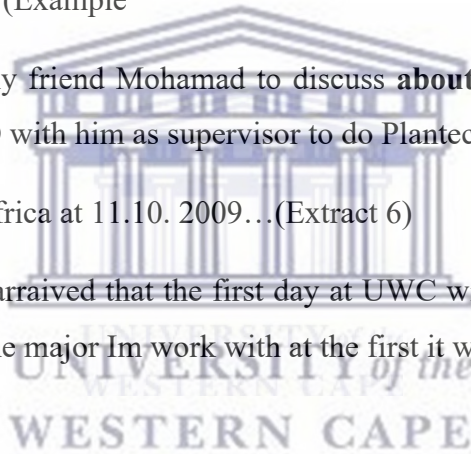 (Example
y friend Mohamad to discuss about
with him as supervisor to do Plantec
frica at 11.10. 2009…(Extract 6)
arraived that the first day at UWC w
e major Im work with at the first it w
UNIVERSITY of the
WESTERN CAPE